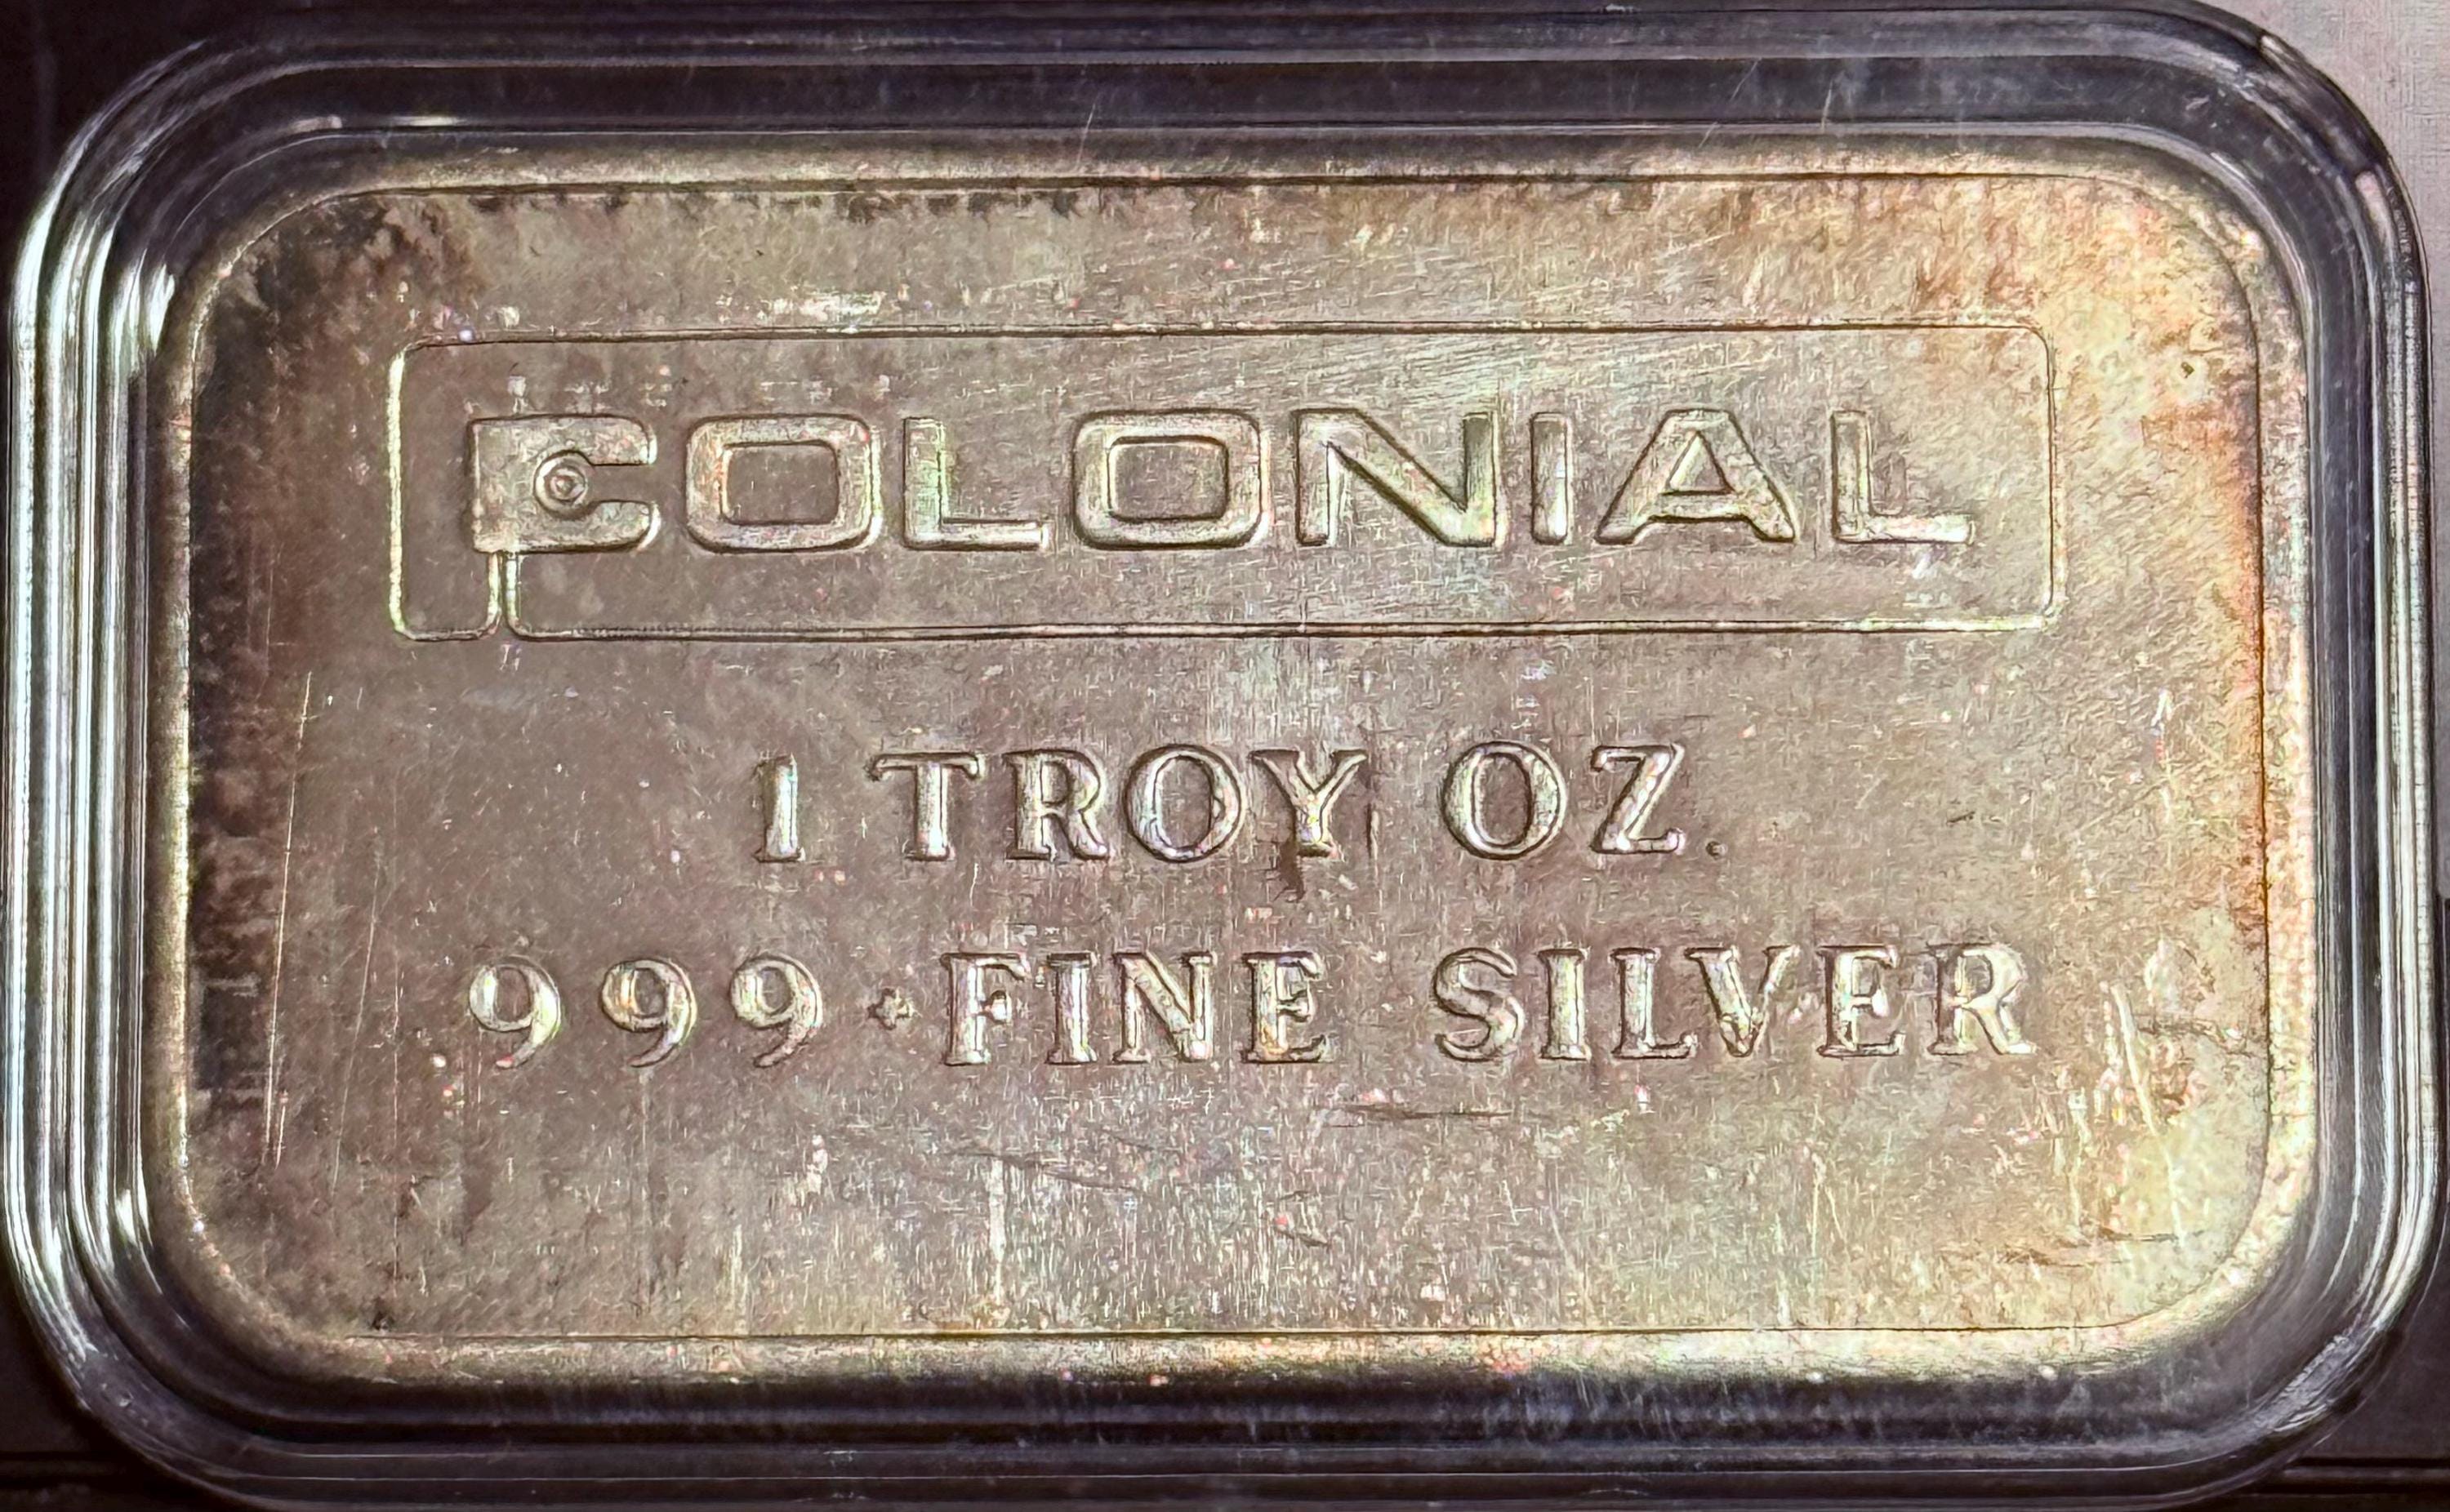 COLONIAL
1 TROY OZ.
999+FINE SILVER